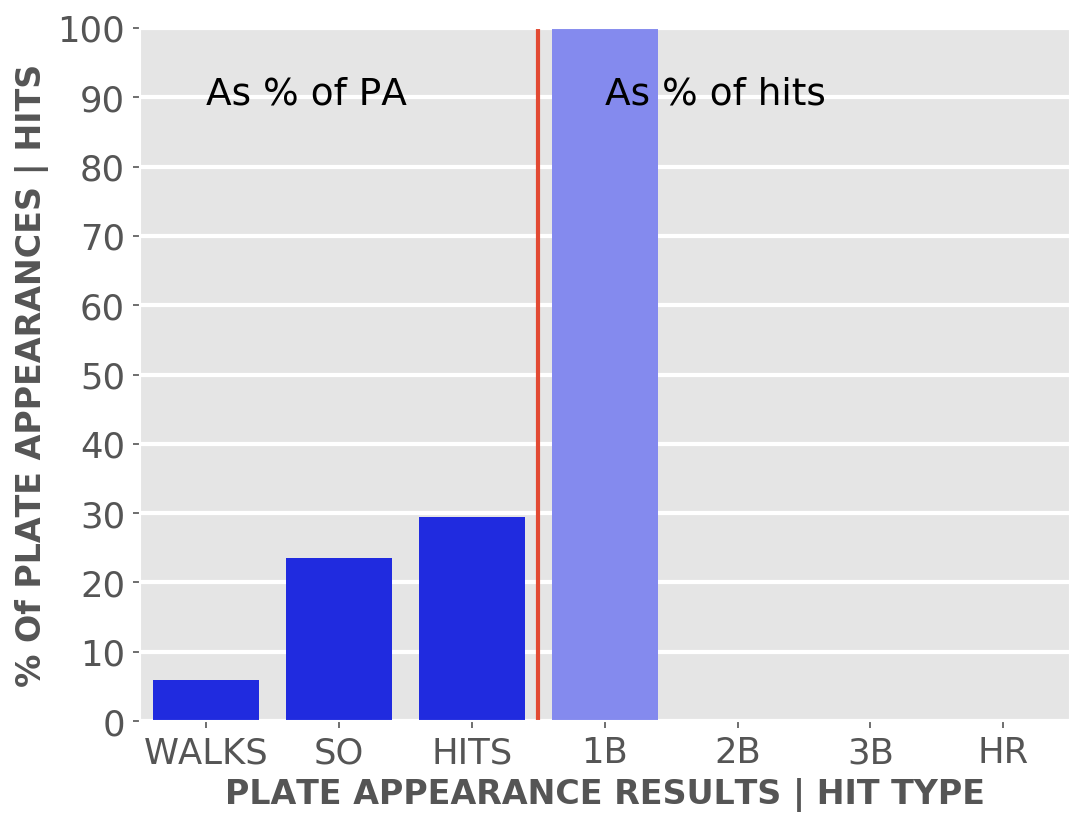 % Of PLATE APPEARANCES | HITS
100
90
80
70
60
50
40
30
20
10
0
As % of PA
As % of hits
WALKS SO HITS 1B 2B 3B HR
PLATE APPEARANCE RESULTS | HIT TYPE